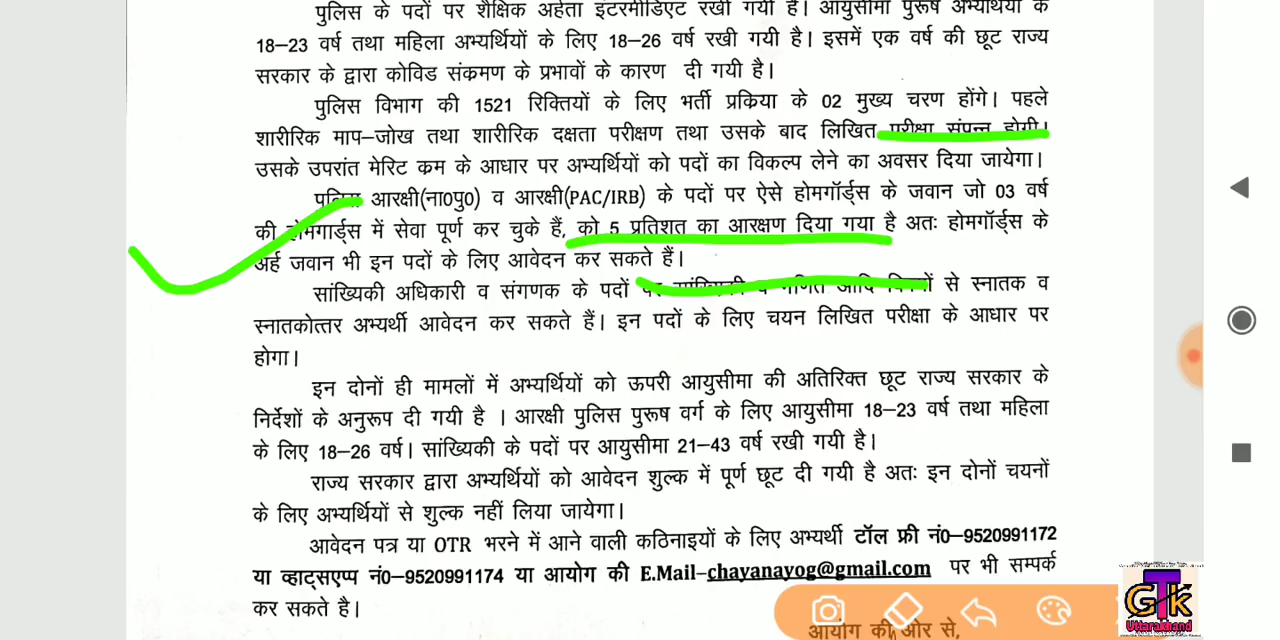 पुलिस के पदों पर शैक्षिक अर्हता इंटरमीडिएट रखी गयी है। आयुसीमा पुरूष अभ्यर्थियों के
18–23 वर्ष तथा महिला अभ्यर्थियों के लिए 18–26 वर्ष रखी गयी है। इसमें एक वर्ष की छूट राज्य
सरकार के द्वारा कोविड संक्रमण के प्रभावों के कारण दी गयी है।
पुलिस विभाग की 1521 रिक्तियों के लिए भर्ती प्रक्रिया के 02 मुख्य चरण होंगे। पहले
शारीरिक माप–जोख तथा शारीरिक दक्षता परीक्षण तथा उसके बाद लिखित परीक्षा संपन्न होगी।
उसके उपरांत मेरिट क्रम के आधार पर अभ्यर्थियों को पदों का विकल्प लेने का अवसर दिया जायेगा।
पुलिस आरक्षी(ना0पु0) व आरक्षी(PAC/IRB) के पदों पर ऐसे होमगॉर्ड्स के जवान जो 03 वर्ष
की होमगार्ड्स में सेवा पूर्ण कर चुके हैं, को 5 प्रतिशत का आरक्षण दिया गया है अतः होमगॉर्ड्स के
अर्ह जवान भी इन पदों के लिए आवेदन कर सकते हैं।
सांख्यिकी अधिकारी व संगणक के पदों पर सांख्यिकी व गणित आदि विषयों से स्नातक व
स्नातकोत्तर अभ्यर्थी आवेदन कर सकते हैं। इन पदों के लिए चयन लिखित परीक्षा के आधार पर
होगा।
इन दोनों ही मामलों में अभ्यर्थियों को ऊपरी आयुसीमा की अतिरिक्त छूट राज्य सरकार के
निर्देशों के अनुरूप दी गयी है । आरक्षी पुलिस पुरूष वर्ग के लिए आयुसीमा 18–23 वर्ष तथा महिला
के लिए 18–26 वर्ष। सांख्यिकी के पदों पर आयुसीमा 21–43 वर्ष रखी गयी है।
राज्य सरकार द्वारा अभ्यर्थियों को आवेदन शुल्क में पूर्ण छूट दी गयी है अतः इन दोनों चयनों
के लिए अभ्यर्थियों से शुल्क नहीं लिया जायेगा।
आवेदन पत्र या OTR भरने में आने वाली कठिनाइयों के लिए अभ्यर्थी टॉल फ्री नं0–9520991172
या व्हाट्सएप्प नं0–9520991174 या आयोग की E.Mail–chayanayog@gmail.com पर भी सम्पर्क
कर सकते है।
आयोग की ओर से,
GTK
Uttarakhand